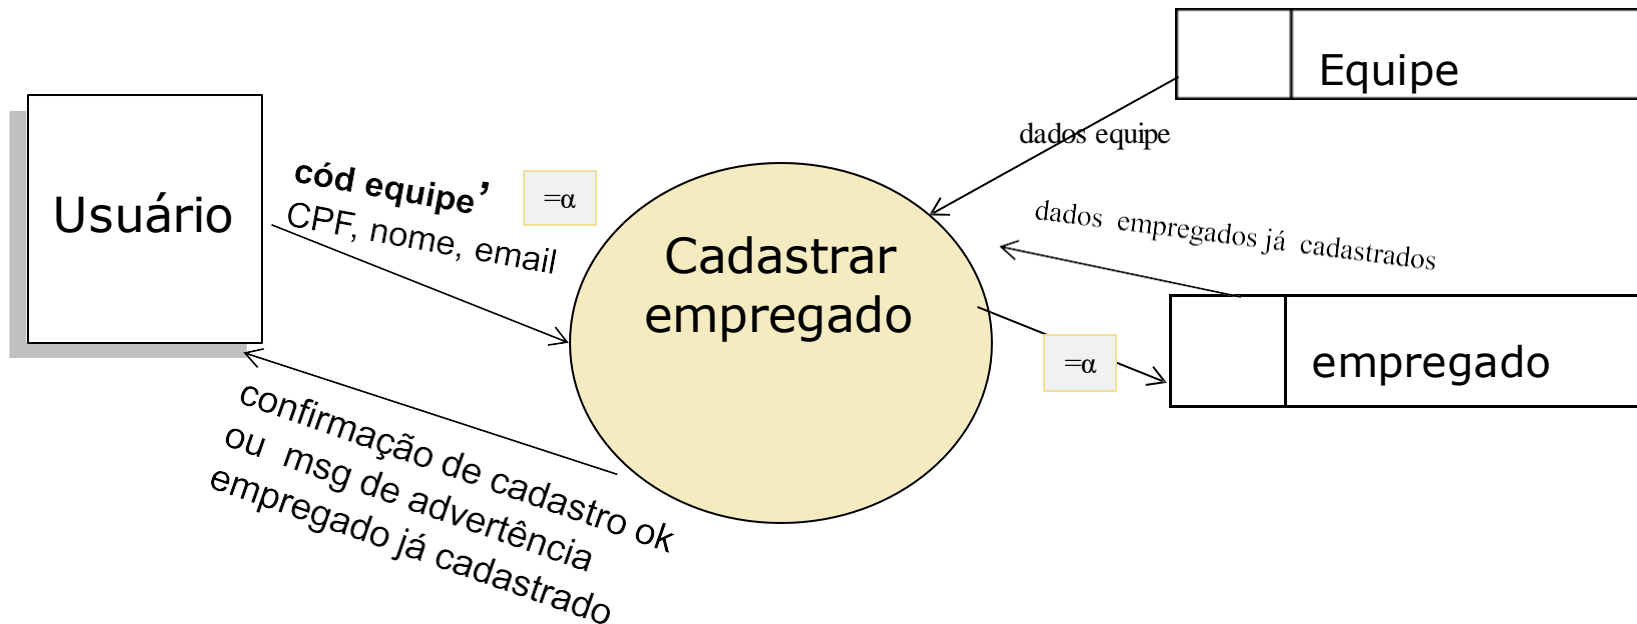 Usuário
cód equipe’
CPF, nome, email
=α
Cadastrar
empregado
confirmação de cadastro ok
ou msg de advertência
empregado já cadastrado
Equipe
dados equipe
dados empregados já cadastrados
=α
empregado